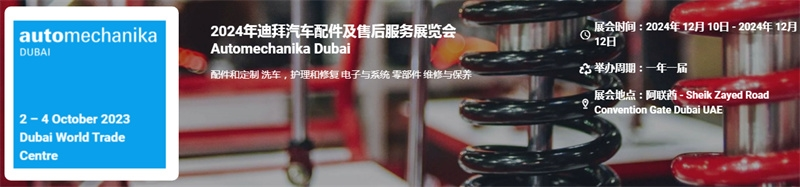 automechanika
DUBAI
2 – 4 October 2023
Dubai World Trade
Centre
2024年迪拜汽车配件及售后服务展览会
Automechanika Dubai
配件和定制 洗车，护理和修复 电子与系统 零部件 维修与保养
展会时间：2024年 12月 10日 - 2024年 12月
12日
举办周期：一年一届
展会地点：阿联酋 - Sheik Zayed Road
Convention Gate Dubai UAE